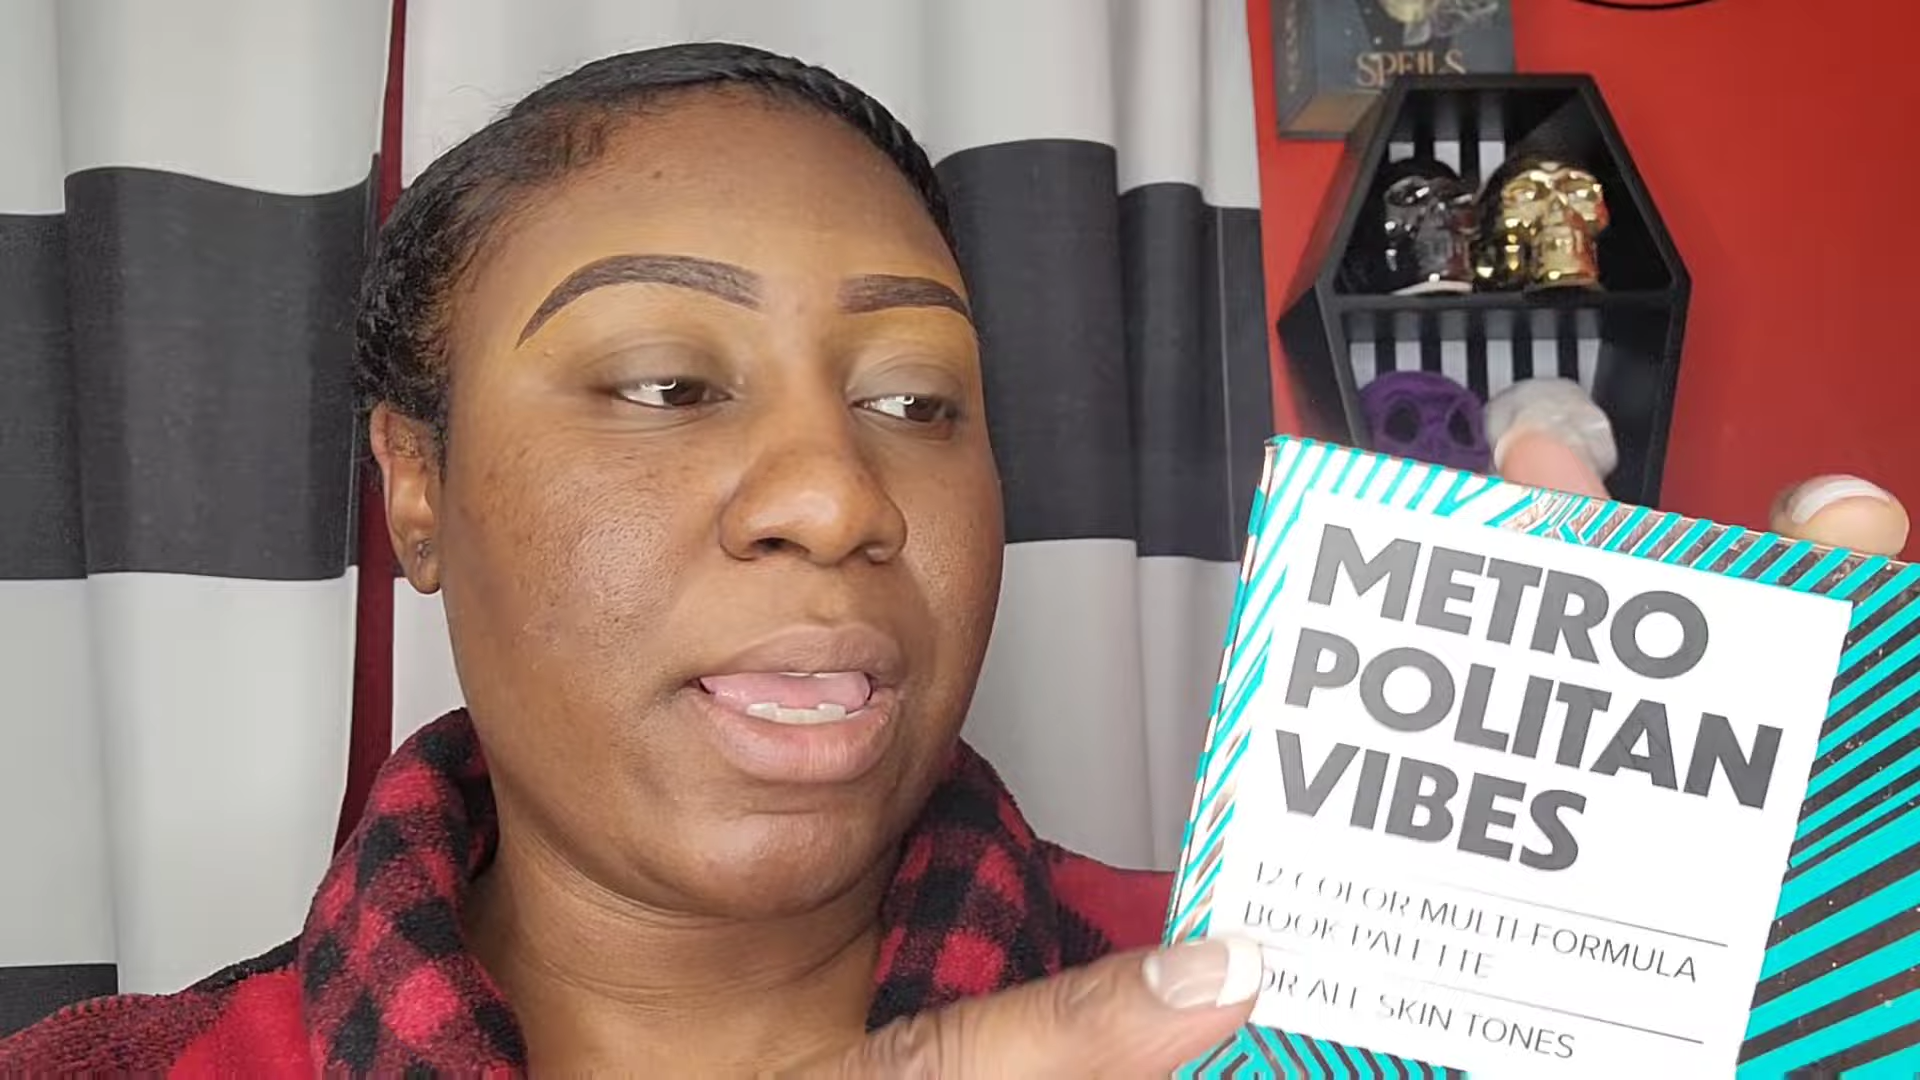 SPELLS
METRO
POLITAN
VIBES
12 COLOR MULTI-FORMULA
BOOK PALETTE
FOR ALL SKIN TONES